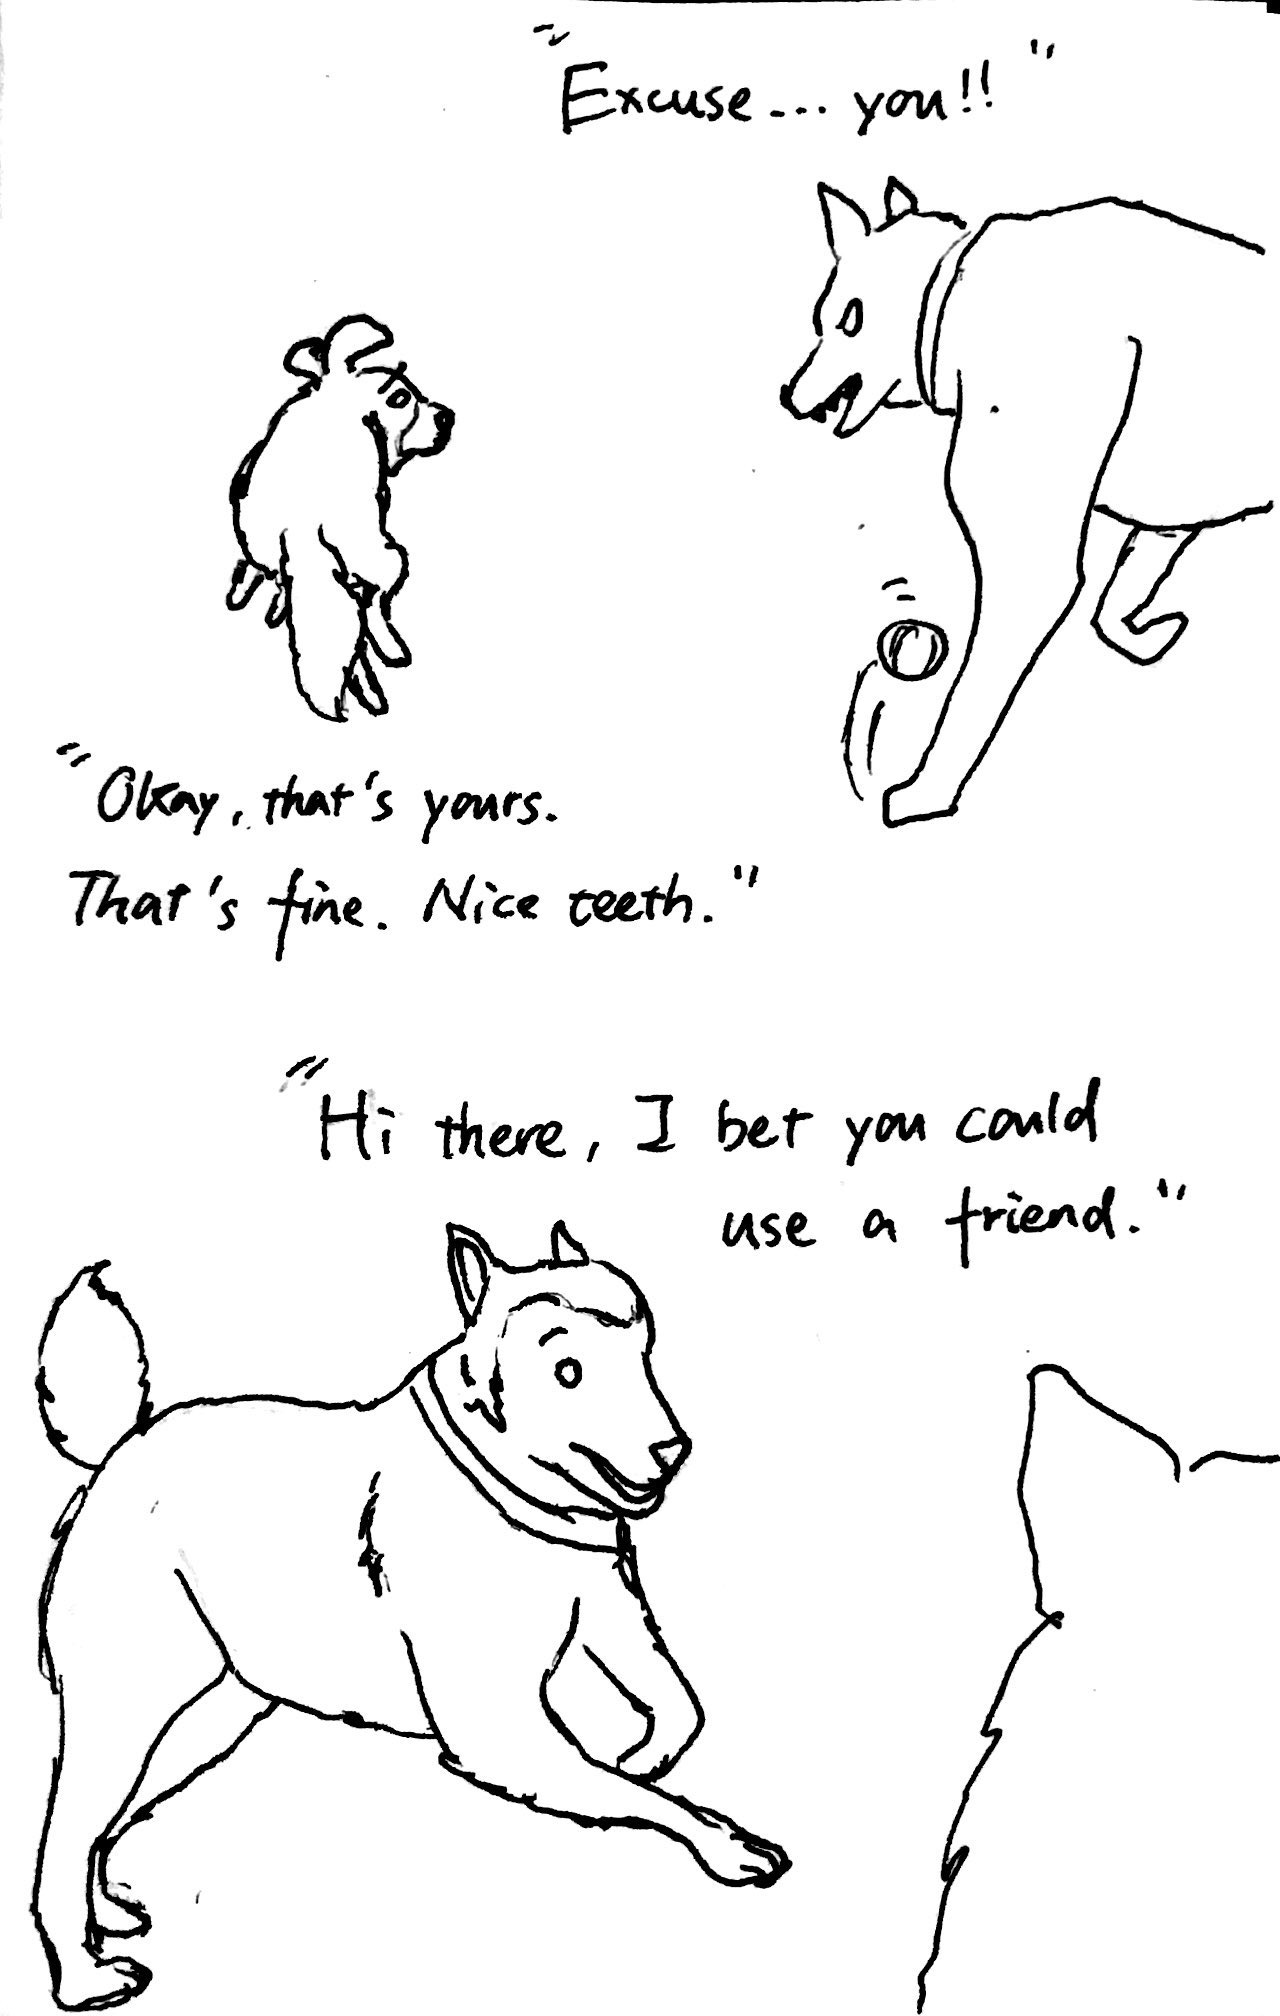 "Excuse... you!!"
"Okay, that's yours.
That's fine. Nice teeth."
"Hi there, I bet you could
use a friend."